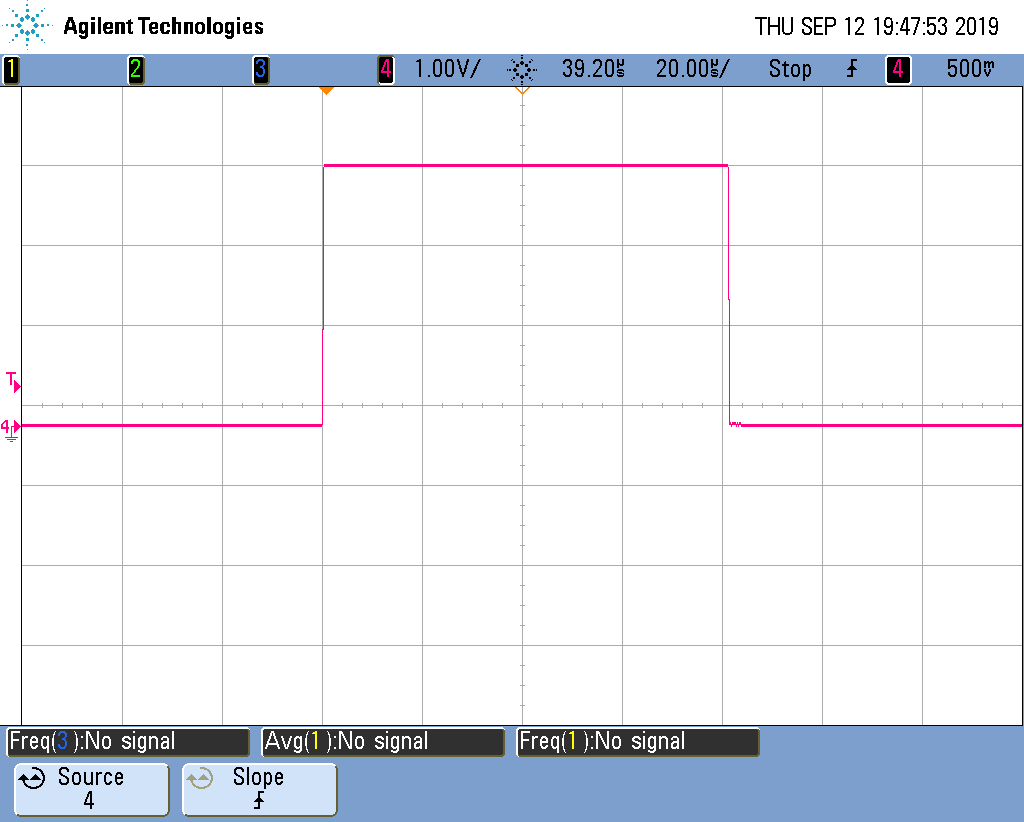 Agilent Technologies THU SEP 12 19:47:53 2019
1 2 3 4 1.00V/ 39.20µs 20.00µs/ Stop 4 500mV
T
4
Freq(3):No signal Avg(1):No signal Freq(1):No signal
Source Slope
4